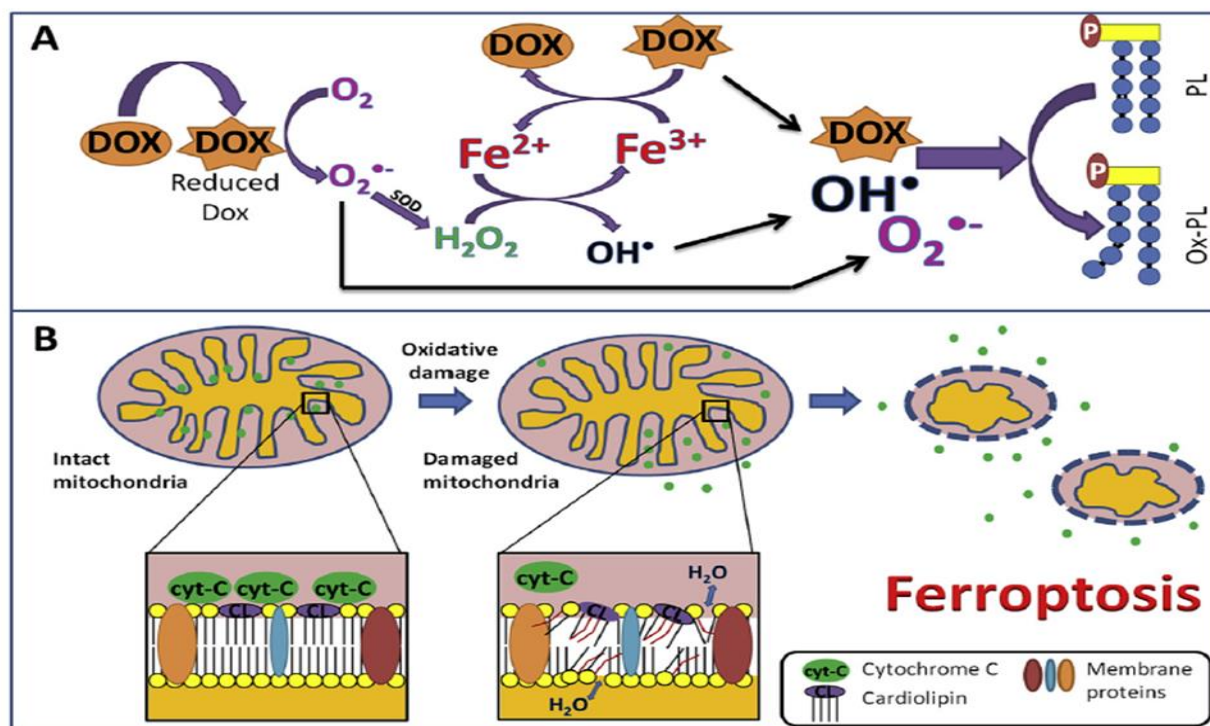 A
DOX
DOX
Reduced
Dox
O₂
O₂•-
SOD
H₂O₂
DOX
DOX
Fe²⁺
Fe³⁺
OH•
DOX
OH•
O₂•-
P
PL
P
Ox-PL
B
Intact
mitochondria
Oxidative
damage
Damaged
mitochondria
cyt-C
cyt-C
cyt-C
CL
CL
cyt-C
H₂O
CL
CL
H₂O
Ferroptosis
cyt-C Cytochrome C
CL Cardiolipin
Membrane
proteins